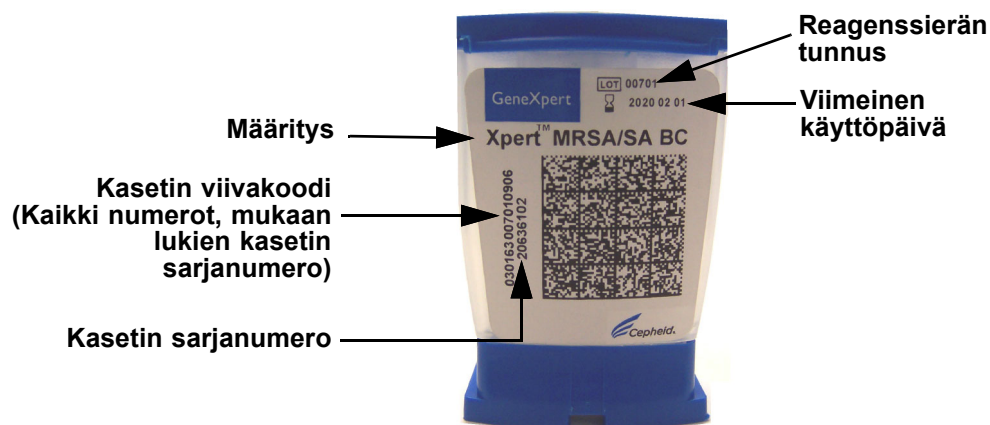 Reagenssierän
tunnus
Viimeinen
käyttöpäivä
Määritys
Kasetin viivakoodi
(Kaikki numerot, mukaan
lukien kasetin
sarjanumero)
Kasetin sarjanumero
GeneXpert
LOT 00701
2020 02 01
Xpert™ MRSA/SA BC
030163007010906
20636102
Cepheid.